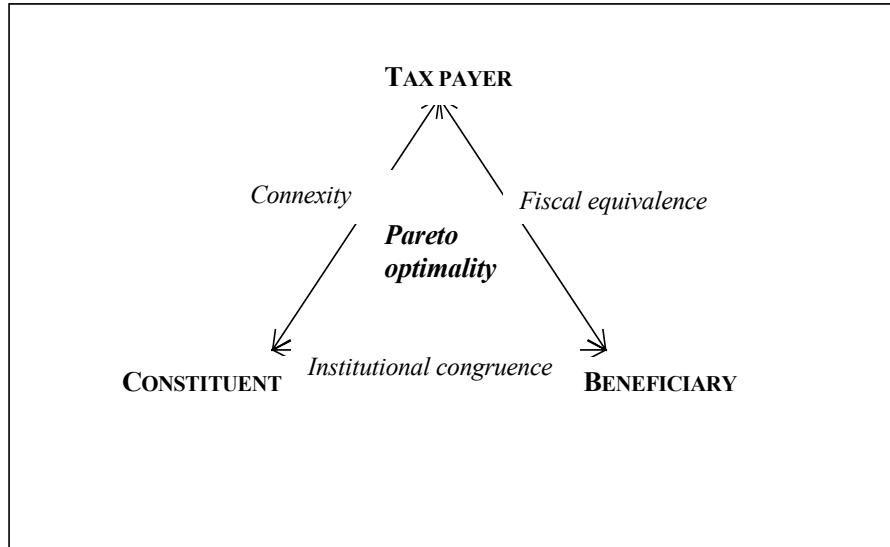 TAX PAYER
Connexity
Fiscal equivalence
Pareto
optimality
Institutional congruence
CONSTITUENT
BENEFICIARY